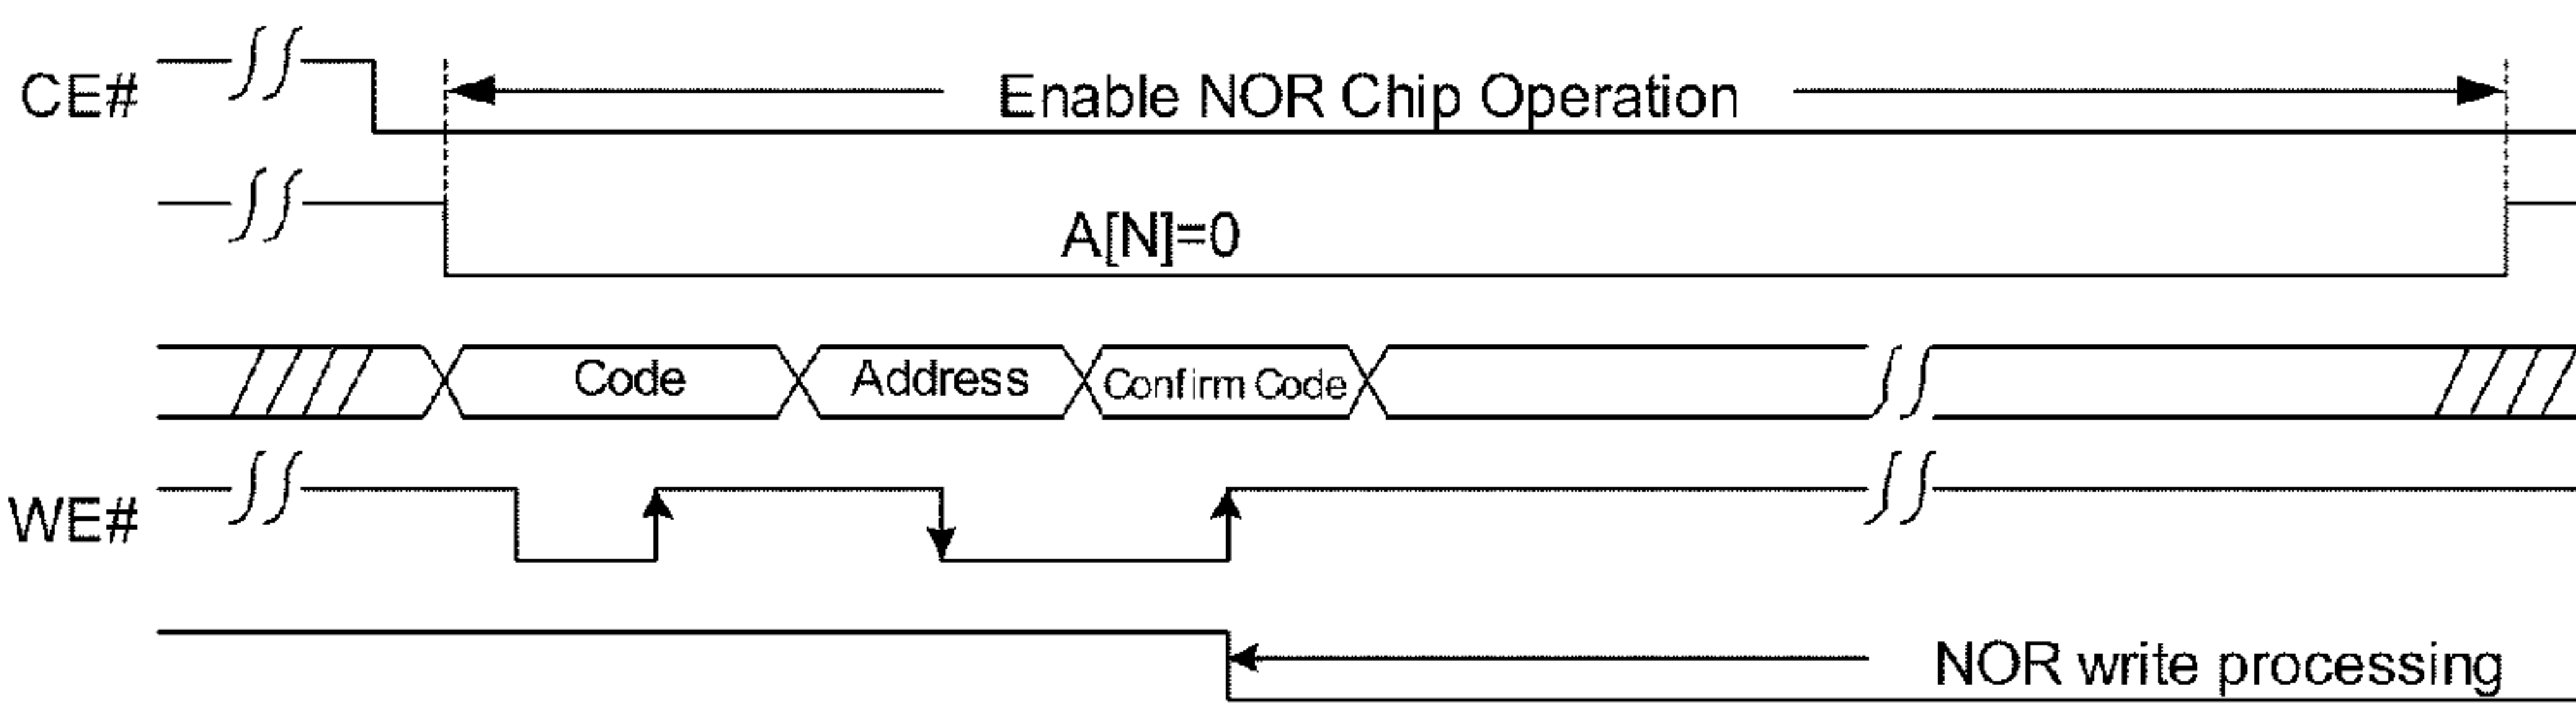 CE#
Enable NOR Chip Operation
A[N]=0
Code
Address
Confirm Code
WE#
NOR write processing